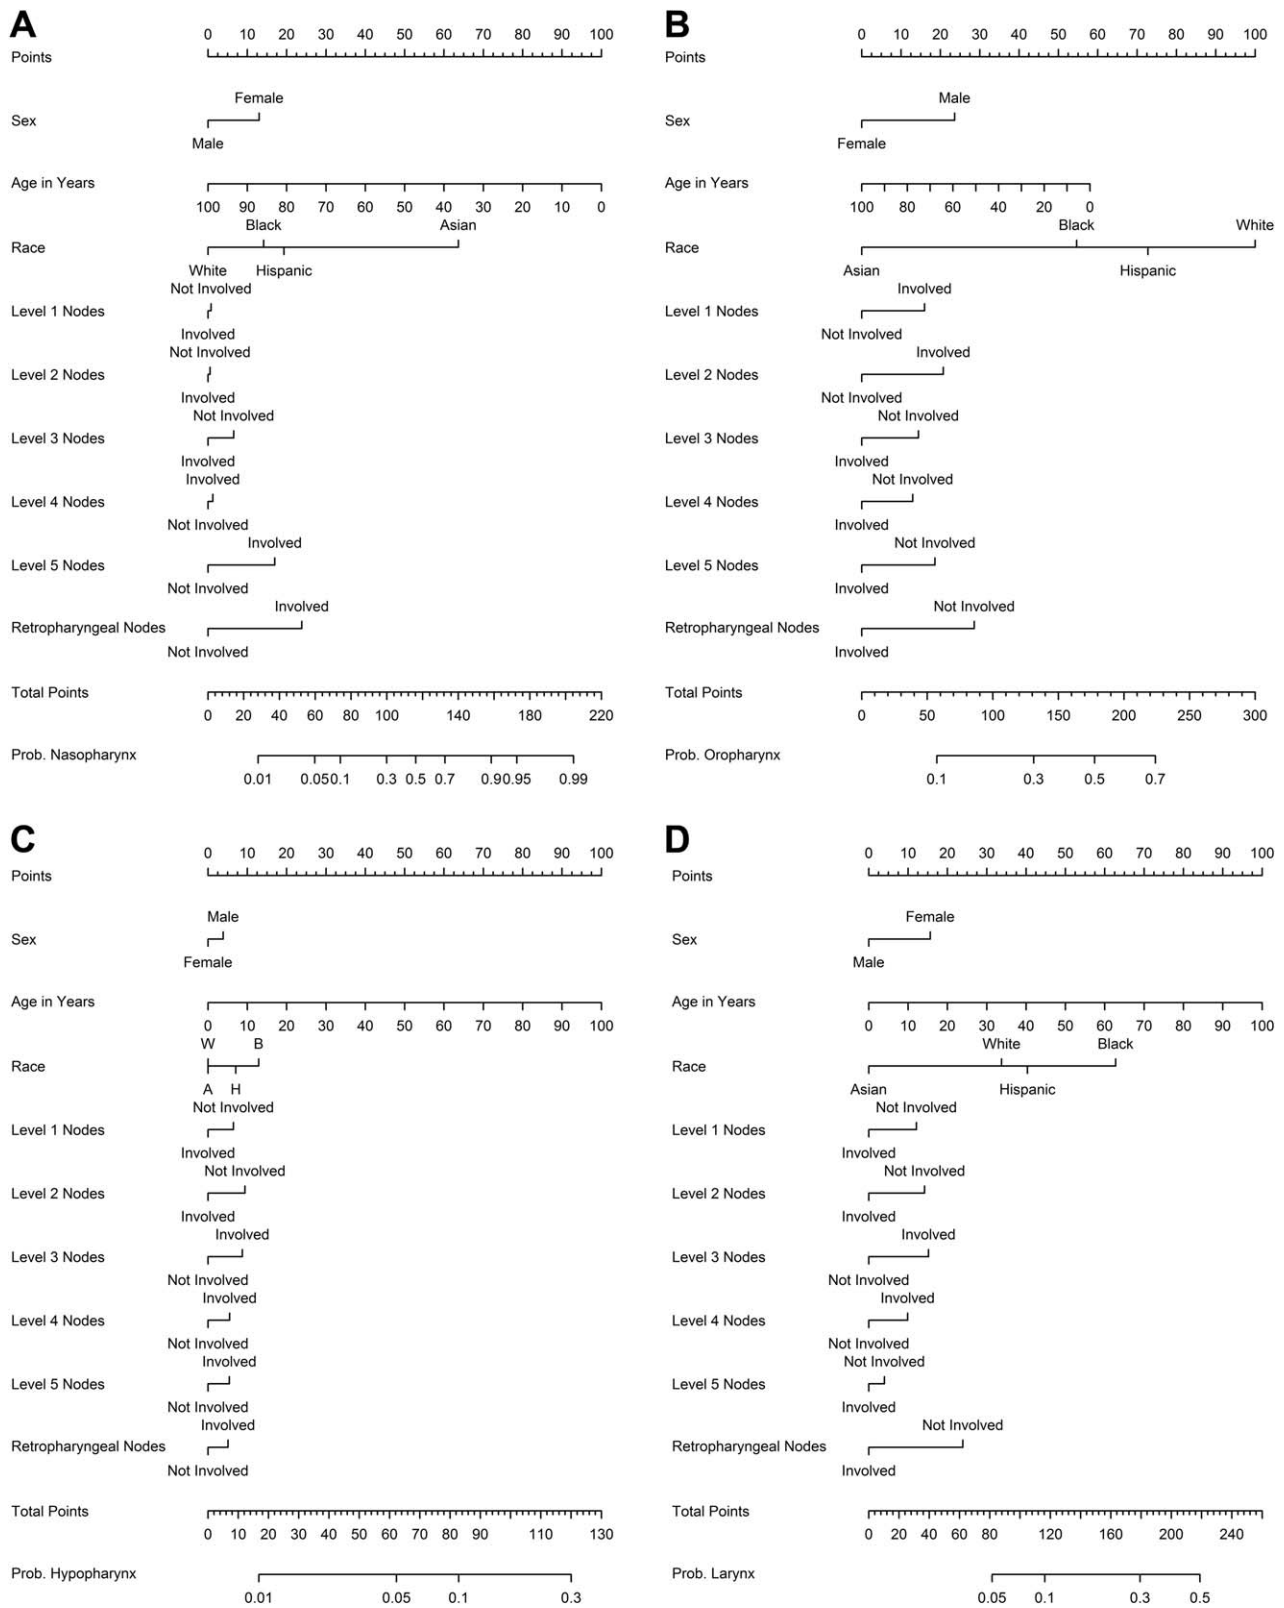 A
0 10 20 30 40 50 60 70 80 90 100
Points
Female
Sex
Male
Age in Years
100 90 80 70 60 50 40 30 20 10 0
Black Asian
Race
White Hispanic
Not Involved
Level 1 Nodes
Involved
Not Involved
Level 2 Nodes
Involved
Not Involved
Level 3 Nodes
Involved
Involved
Level 4 Nodes
Not Involved
Involved
Level 5 Nodes
Not Involved
Involved
Retropharyngeal Nodes
Not Involved
Total Points
0 20 40 60 80 100 140 180 220
Prob. Nasopharynx
0.01 0.05 0.1 0.3 0.5 0.7 0.9 0.95 0.99
B
0 10 20 30 40 50 60 70 80 90 100
Points
Male
Sex
Female
Age in Years
100 80 60 40 20 0
Black White
Race
Asian Hispanic
Involved
Level 1 Nodes
Not Involved
Involved
Level 2 Nodes
Not Involved
Not Involved
Level 3 Nodes
Involved
Not Involved
Level 4 Nodes
Involved
Not Involved
Level 5 Nodes
Involved
Not Involved
Retropharyngeal Nodes
Involved
Total Points
0 50 100 150 200 250 300
Prob. Oropharynx
0.1 0.3 0.5 0.7
C
0 10 20 30 40 50 60 70 80 90 100
Points
Male
Sex
Female
Age in Years
0 10 20 30 40 50 60 70 80 90 100
W B
Race
A H
Not Involved
Level 1 Nodes
Involved
Not Involved
Level 2 Nodes
Involved
Involved
Level 3 Nodes
Not Involved
Involved
Level 4 Nodes
Not Involved
Involved
Level 5 Nodes
Not Involved
Involved
Retropharyngeal Nodes
Not Involved
Total Points
0 10 20 30 40 50 60 70 80 90 110 130
Prob. Hypopharynx
0.01 0.05 0.1 0.3
D
0 10 20 30 40 50 60 70 80 90 100
Points
Female
Sex
Male
Age in Years
0 10 20 30 40 50 60 70 80 90 100
White Black
Race
Asian Hispanic
Not Involved
Level 1 Nodes
Involved
Not Involved
Level 2 Nodes
Involved
Involved
Level 3 Nodes
Not Involved
Involved
Level 4 Nodes
Not Involved
Not Involved
Level 5 Nodes
Involved
Not Involved
Retropharyngeal Nodes
Involved
Total Points
0 20 40 60 80 120 160 200 240
Prob. Larynx
0.05 0.1 0.3 0.5